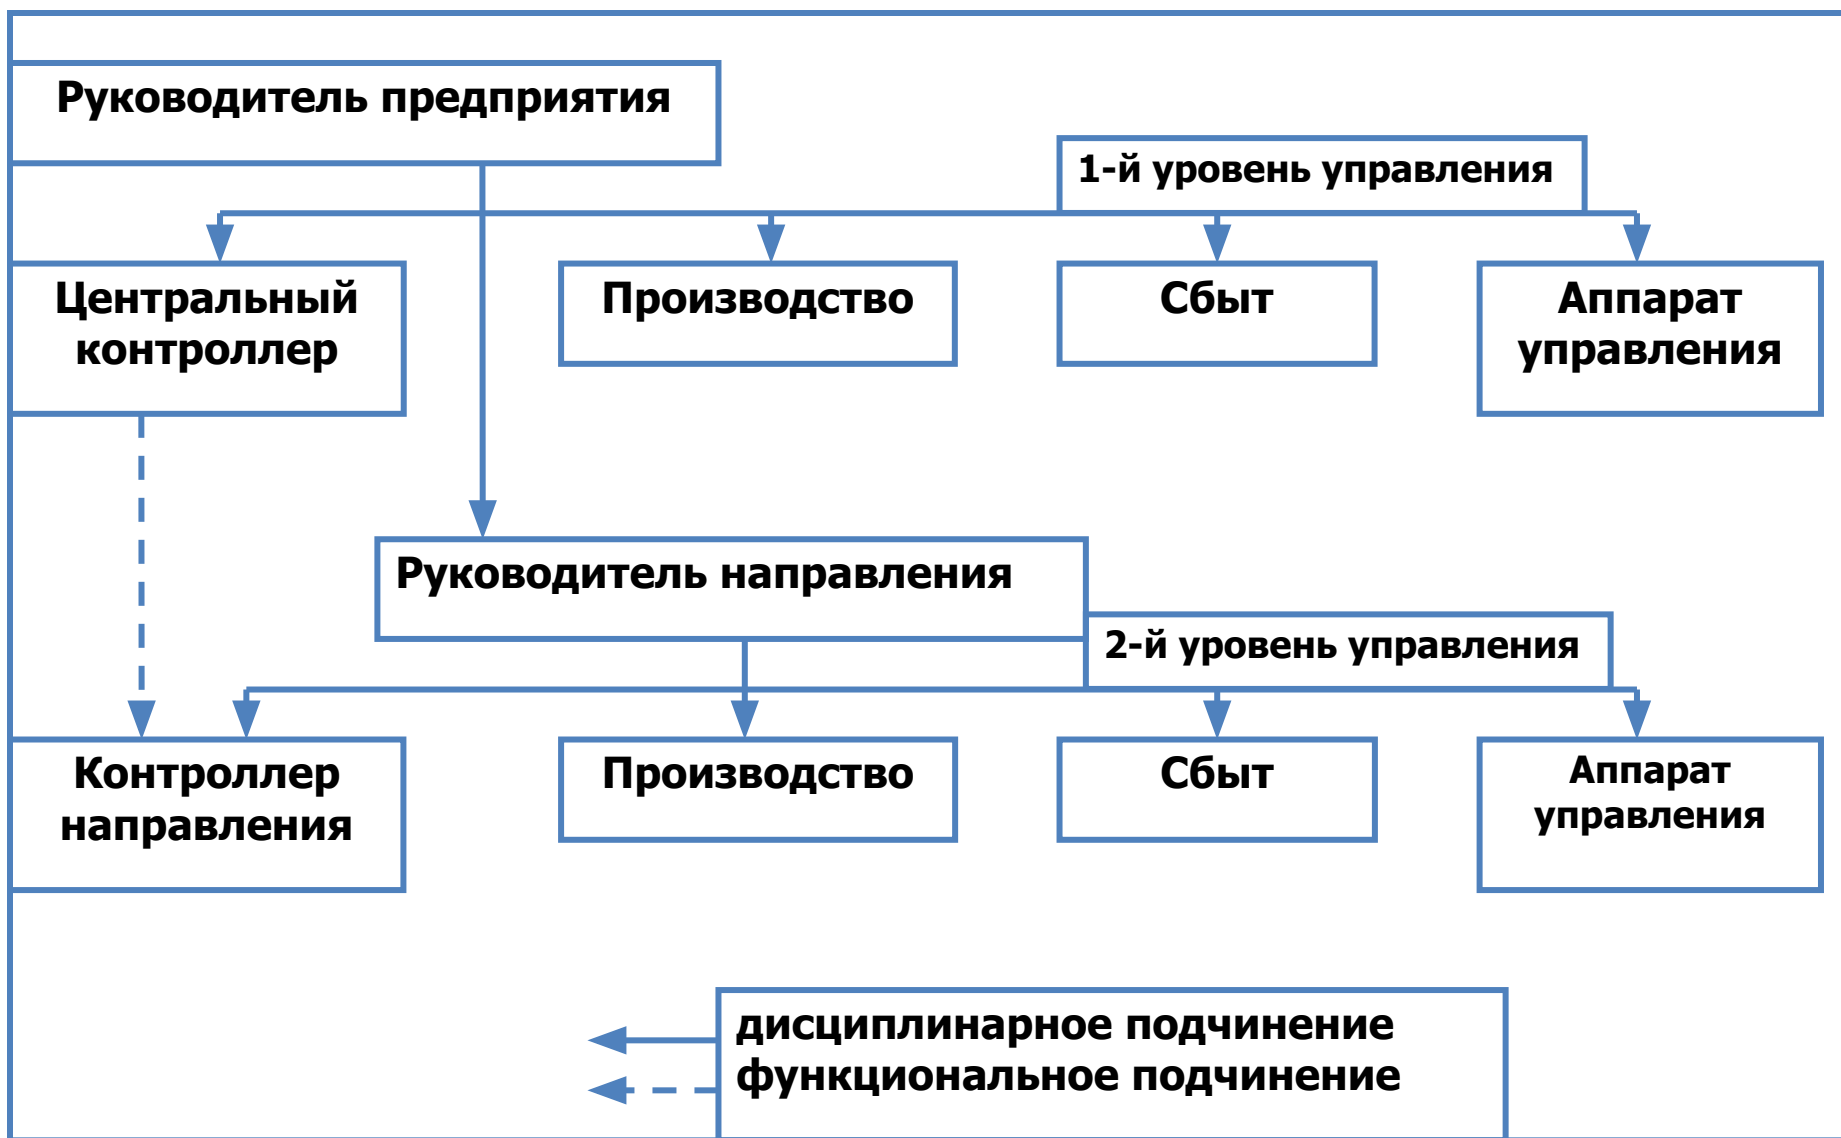 Руководитель предприятия
1-й уровень управления
Центральный
контроллер
Производство
Сбыт
Аппарат
управления
Руководитель направления
2-й уровень управления
Контроллер
направления
Производство
Сбыт
Аппарат
управления
дисциплинарное подчинение
функциональное подчинение